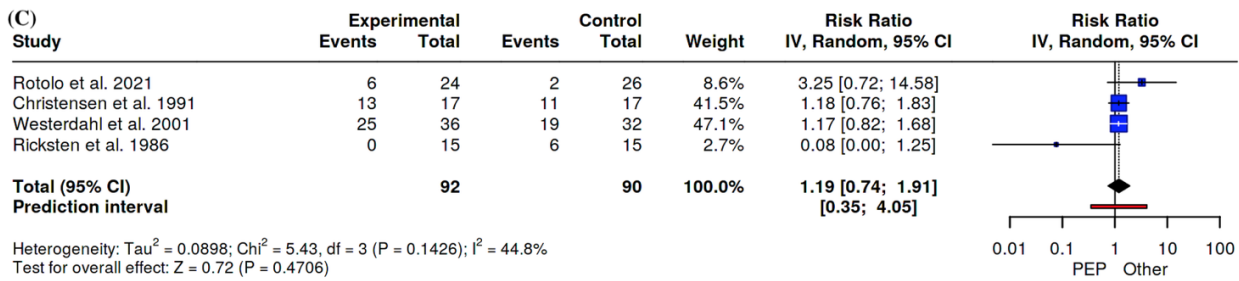 (C) Experimental Control Risk Ratio Risk Ratio
Study Events Total Events Total Weight IV, Random, 95% CI IV, Random, 95% CI
Rotolo et al. 2021 6 24 2 26 8.6% 3.25 [0.72; 14.58]
Christensen et al. 1991 13 17 11 17 41.5% 1.18 [0.76; 1.83]
Westerdahl et al. 2001 25 36 19 32 47.1% 1.17 [0.82; 1.68]
Ricksten et al. 1986 0 15 6 15 2.7% 0.08 [0.00; 1.25]
Total (95% CI) 92 90 100.0% 1.19 [0.74; 1.91]
Prediction interval [0.35; 4.05]
Heterogeneity: Tau² = 0.0898; Chi² = 5.43, df = 3 (P = 0.1426); I² = 44.8%
Test for overall effect: Z = 0.72 (P = 0.4706)
0.01 0.1 1 10 100
PEP Other